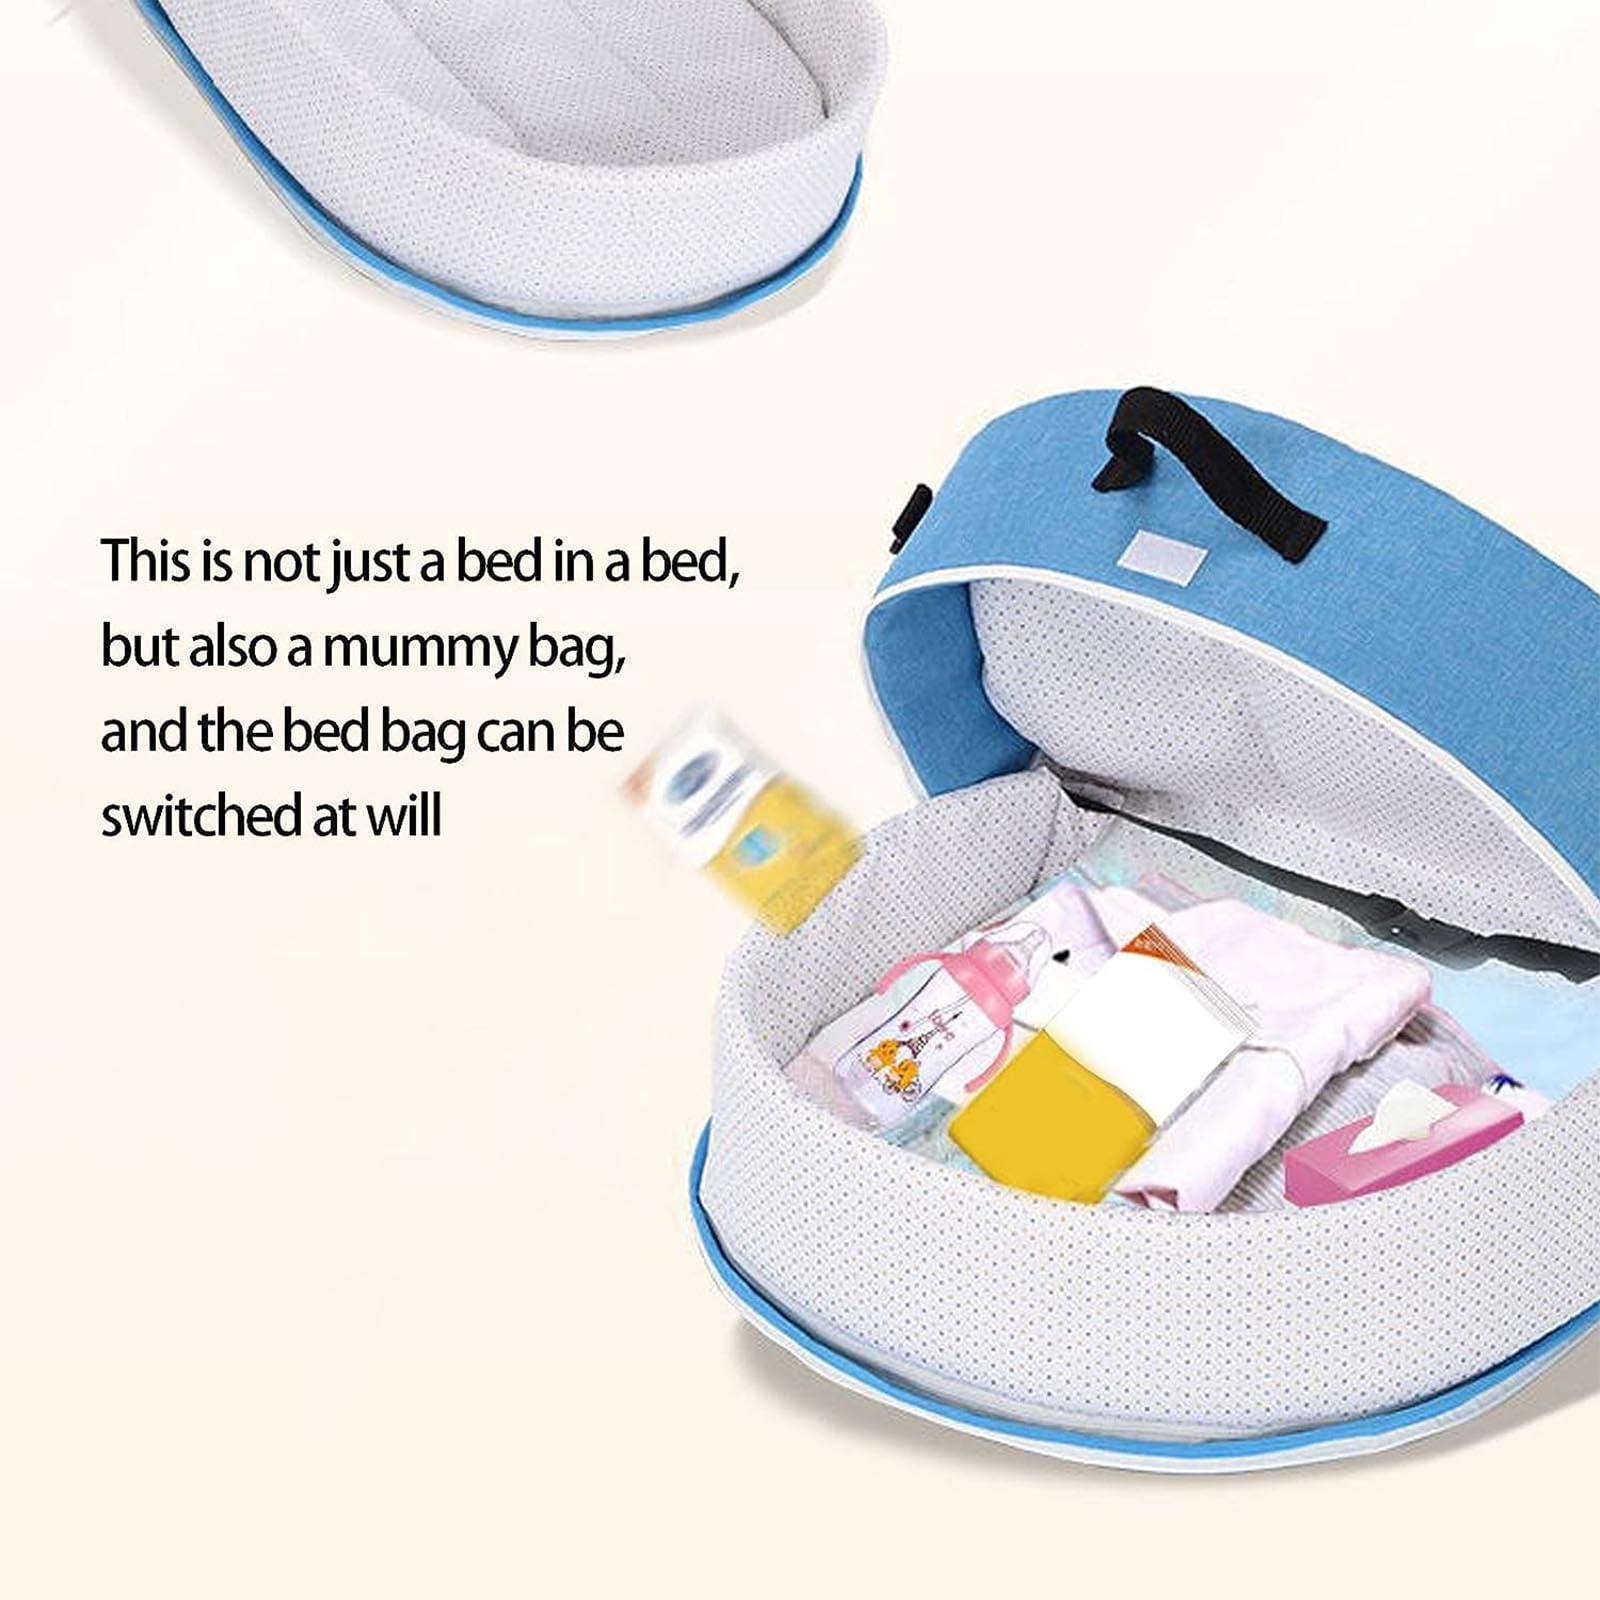 This is not just a bed in a bed,
but also a mummy bag,
and the bed bag can be
switched at will